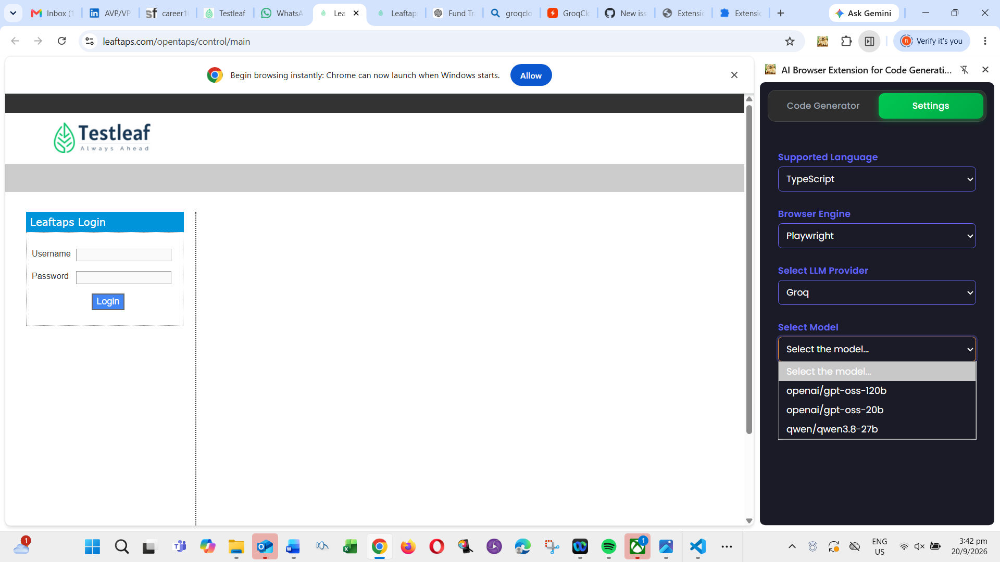 Inbox (1
AVP/VP
career1
Testleaf
WhatsA
Lea
Leaftap
Fund Tr
groqclo
GroqClo
New iss
Extensio
Extensio
Ask Gemini
leaftaps.com/opentaps/control/main
Verify it's you
Begin browsing instantly: Chrome can now launch when Windows starts.
Allow
AI Browser Extension for Code Generati...
Code Generator
Settings
Testleaf
Always Ahead
Supported Language
TypeScript
Browser Engine
Playwright
Select LLM Provider
Groq
Select Model
Select the model...
Select the model...
openai/gpt-oss-120b
openai/gpt-oss-20b
qwen/qwen3.8-27b
Leaftaps Login
Username
Password
Login
1
1
ENG
US
3:42 pm
20/9/2026